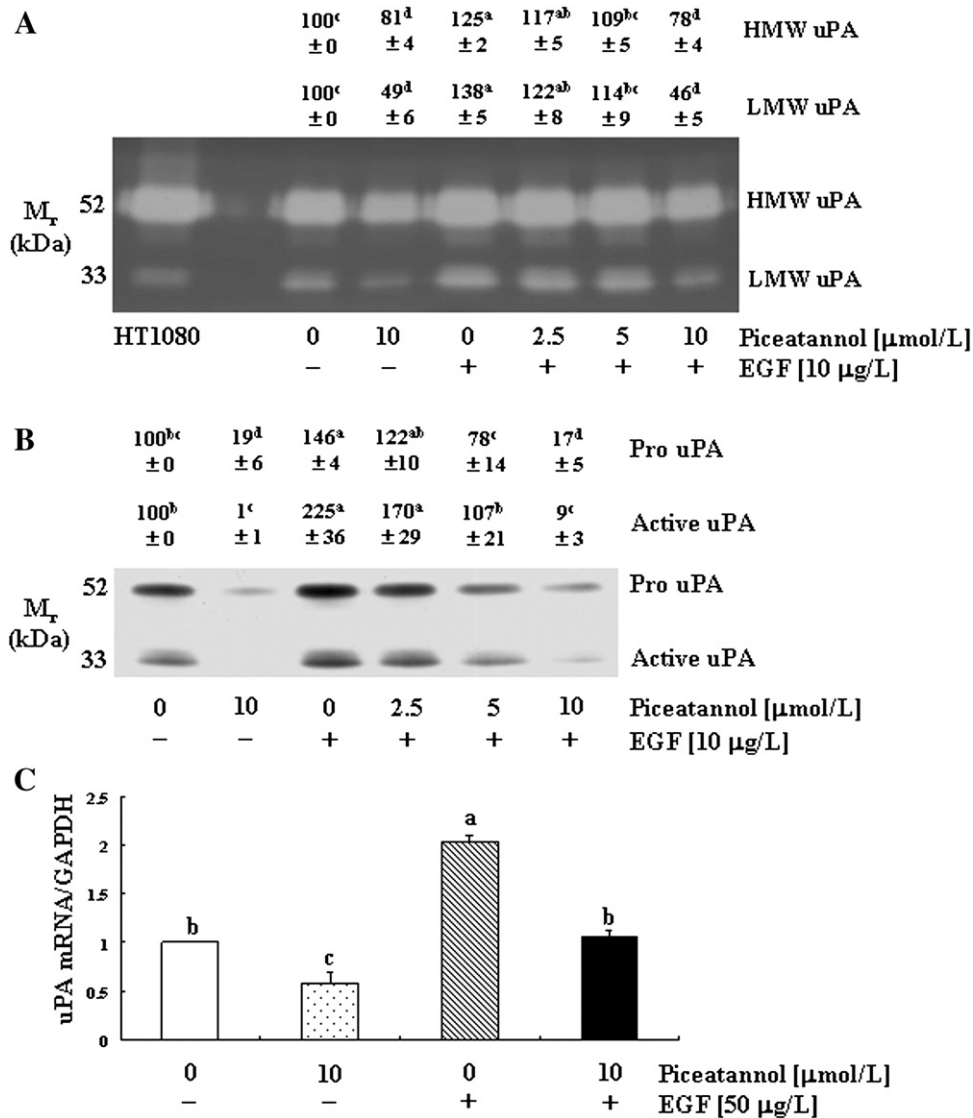 A
100ᶜ 81ᵈ 125ᵃ 117ᵃᵇ 109ᵇᶜ 78ᵈ HMW uPA
±0 ±4 ±2 ±5 ±5 ±4
100ᶜ 49ᵈ 138ᵃ 122ᵃᵇ 114ᵇᶜ 46ᵈ LMW uPA
±0 ±6 ±5 ±8 ±9 ±5
Mᵣ (kDa)
52 HMW uPA
33 LMW uPA
HT1080 0 10 0 2.5 5 10 Piceatannol [μmol/L]
− − + + + + EGF [10 μg/L]
B
100ᵇᶜ 19ᵈ 146ᵃ 122ᵃᵇ 78ᶜ 17ᵈ Pro uPA
±0 ±6 ±4 ±10 ±14 ±5
100ᵇ 1ᶜ 225ᵃ 170ᵃ 107ᵇ 9ᶜ Active uPA
±0 ±1 ±36 ±29 ±21 ±3
Mᵣ (kDa)
52 Pro uPA
33 Active uPA
0 10 0 2.5 5 10 Piceatannol [μmol/L]
− − + + + + EGF [10 μg/L]
C
uPA mRNA/GAPDH
2.5
2
1.5
1
0.5
0
b c a b
0 10 0 10 Piceatannol [μmol/L]
− − + + EGF [50 μg/L]